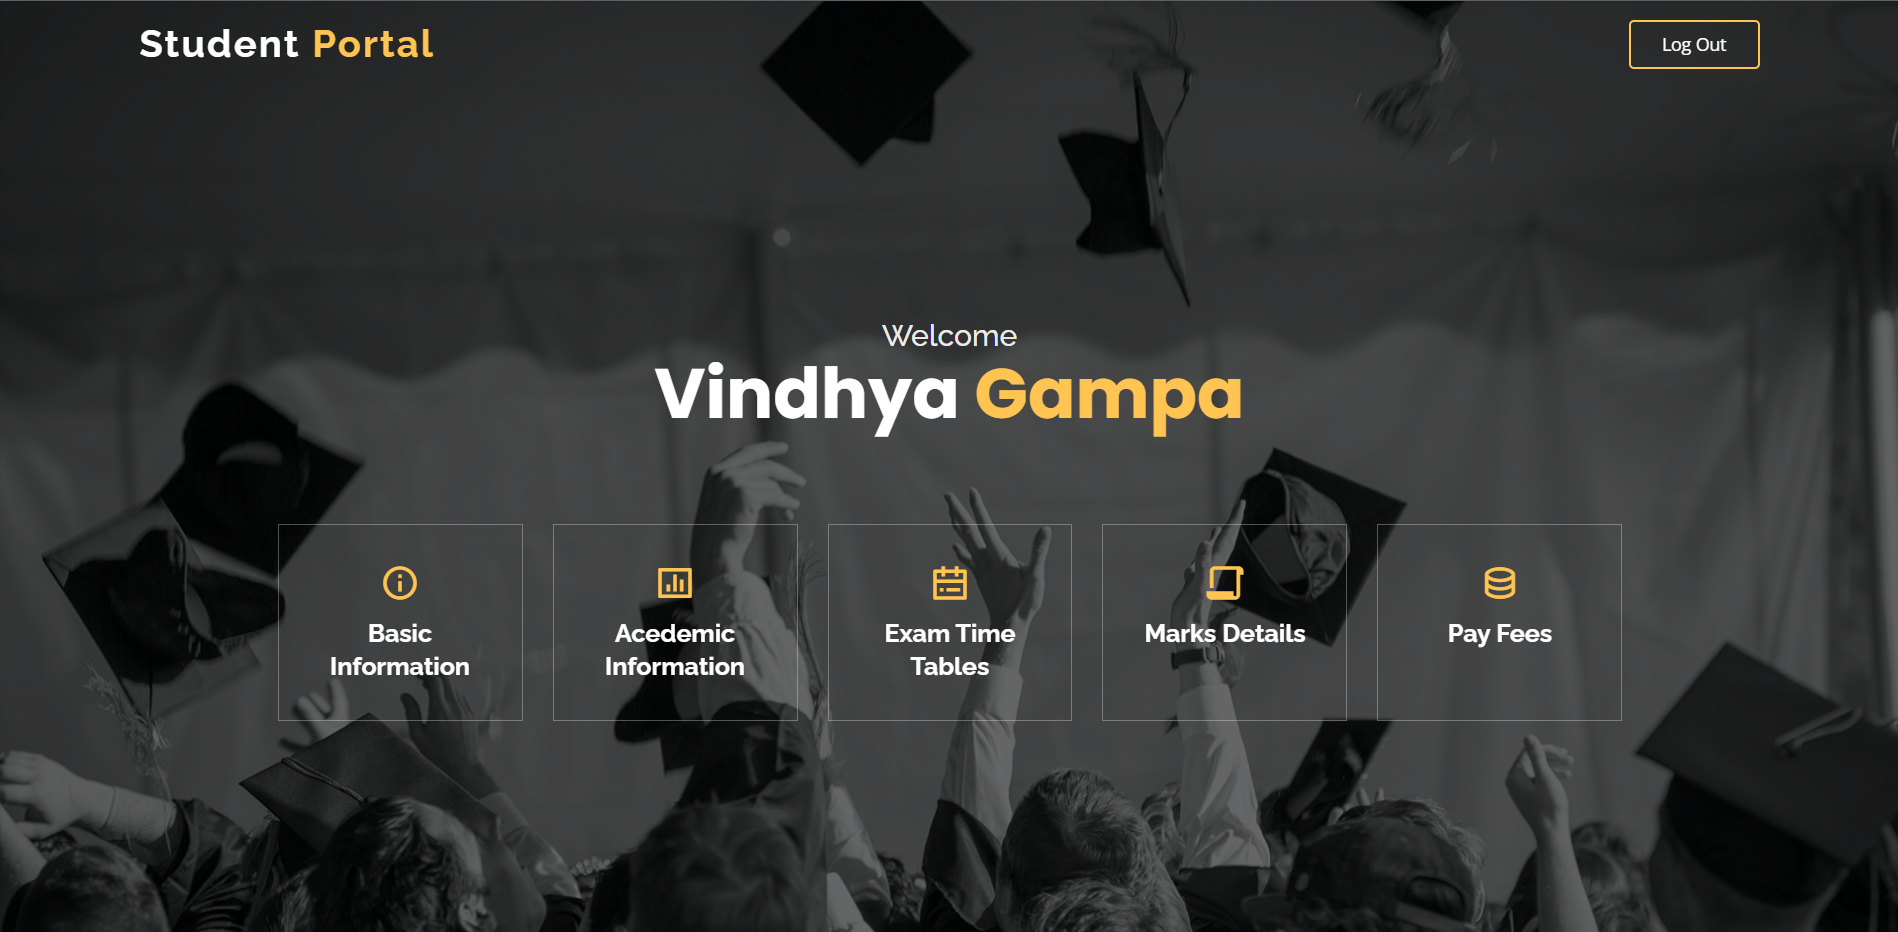 Student Portal
Log Out
Welcome
Vindhya Gampa
Basic
Information
Acedemic
Information
Exam Time
Tables
Marks Details
Pay Fees